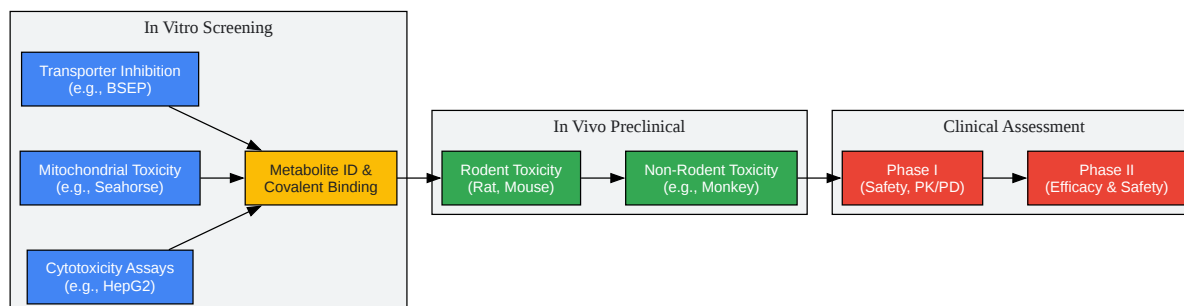 In Vitro Screening
Transporter Inhibition
(e.g., BSEP)
Mitochondrial Toxicity
(e.g., Seahorse)
Cytotoxicity Assays
(e.g., HepG2)
Metabolite ID &
Covalent Binding
In Vivo Preclinical
Rodent Toxicity
(Rat, Mouse)
Non-Rodent Toxicity
(e.g., Monkey)
Clinical Assessment
Phase I
(Safety, PK/PD)
Phase II
(Efficacy & Safety)